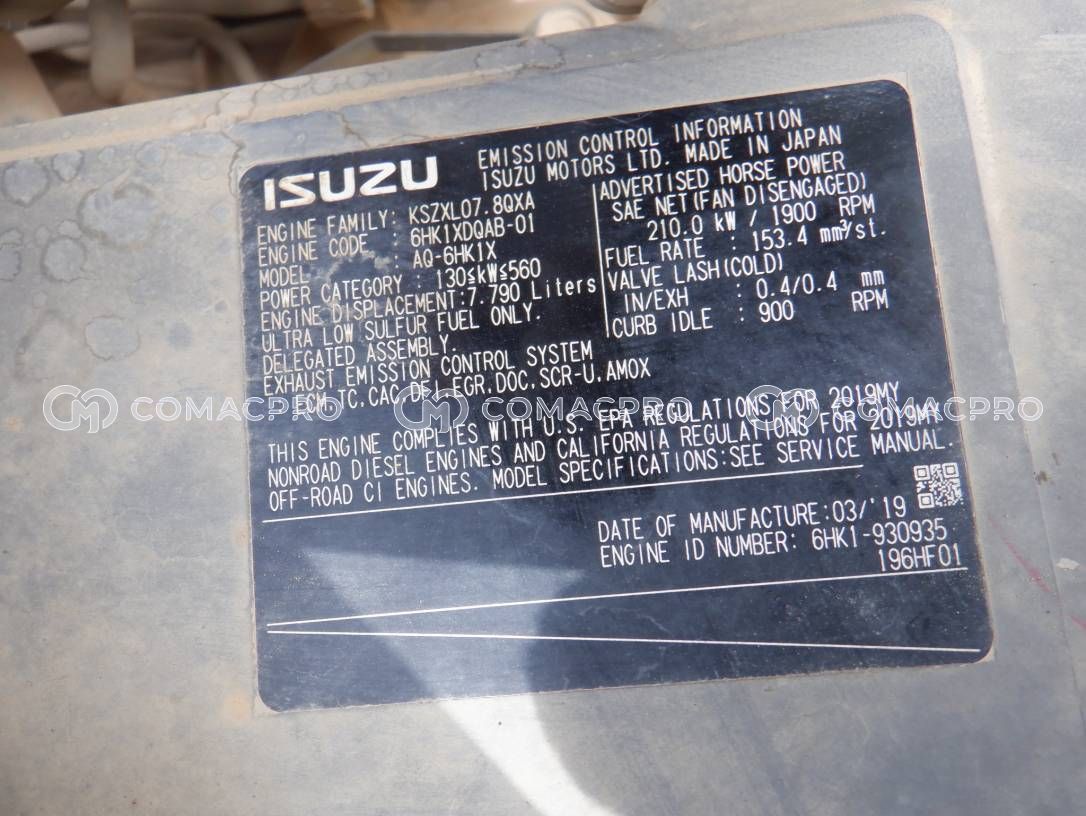 ISUZU
EMISSION CONTROL INFORMATION
ISUZU MOTORS LTD. MADE IN JAPAN
ENGINE FAMILY: KSZXL07.8QXA
ENGINE CODE : 6HK1XDQAB-01
MODEL : AQ-6HK1X
POWER CATEGORY : 130≦kW≦560
ENGINE DISPLACEMENT:7.790 Liters
ULTRA LOW SULFUR FUEL ONLY.
DELEGATED ASSEMBLY.
EXHAUST EMISSION CONTROL SYSTEM
ECM,TC,CAC,DFI,EGR,DOC,SCR-U,AMOX
ADVERTISED HORSE POWER
SAE NET(FAN DISENGAGED)
210.0 kW / 1900 RPM
FUEL RATE : 153.4 mm³/st.
VALVE LASH(COLD)
IN/EXH : 0.4/0.4 mm
CURB IDLE : 900 RPM
THIS ENGINE COMPLIES WITH U.S. EPA REGULATIONS FOR 2019MY
NONROAD DIESEL ENGINES AND CALIFORNIA REGULATIONS FOR 2019MY
OFF-ROAD CI ENGINES. MODEL SPECIFICATIONS:SEE SERVICE MANUAL.
DATE OF MANUFACTURE:03/'19
ENGINE ID NUMBER: 6HK1-930935
196HF01
COMACPRO COMACPRO COMACPRO